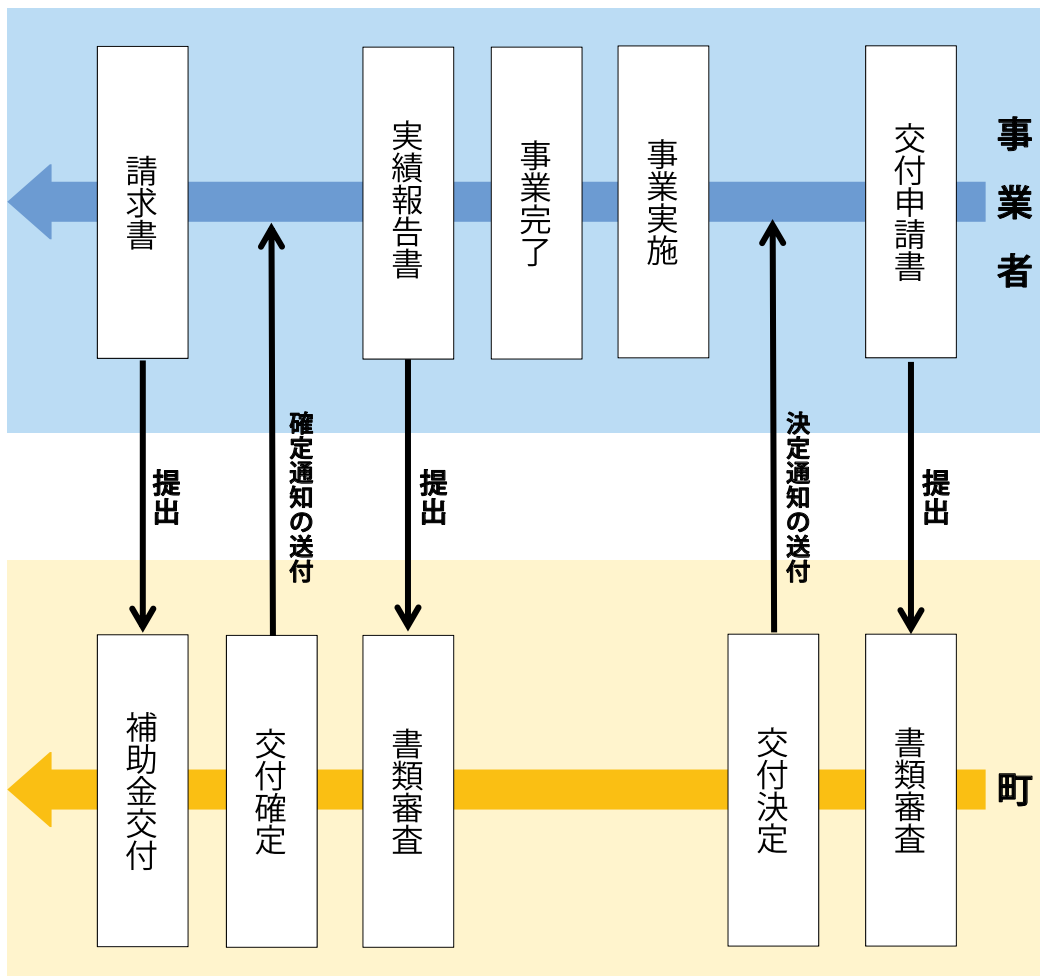 事業者
交付申請書
事業実施
事業完了
実績報告書
請求書
提出
決定通知の送付
提出
確定通知の送付
提出
町
書類審査
交付決定
書類審査
交付確定
補助金交付